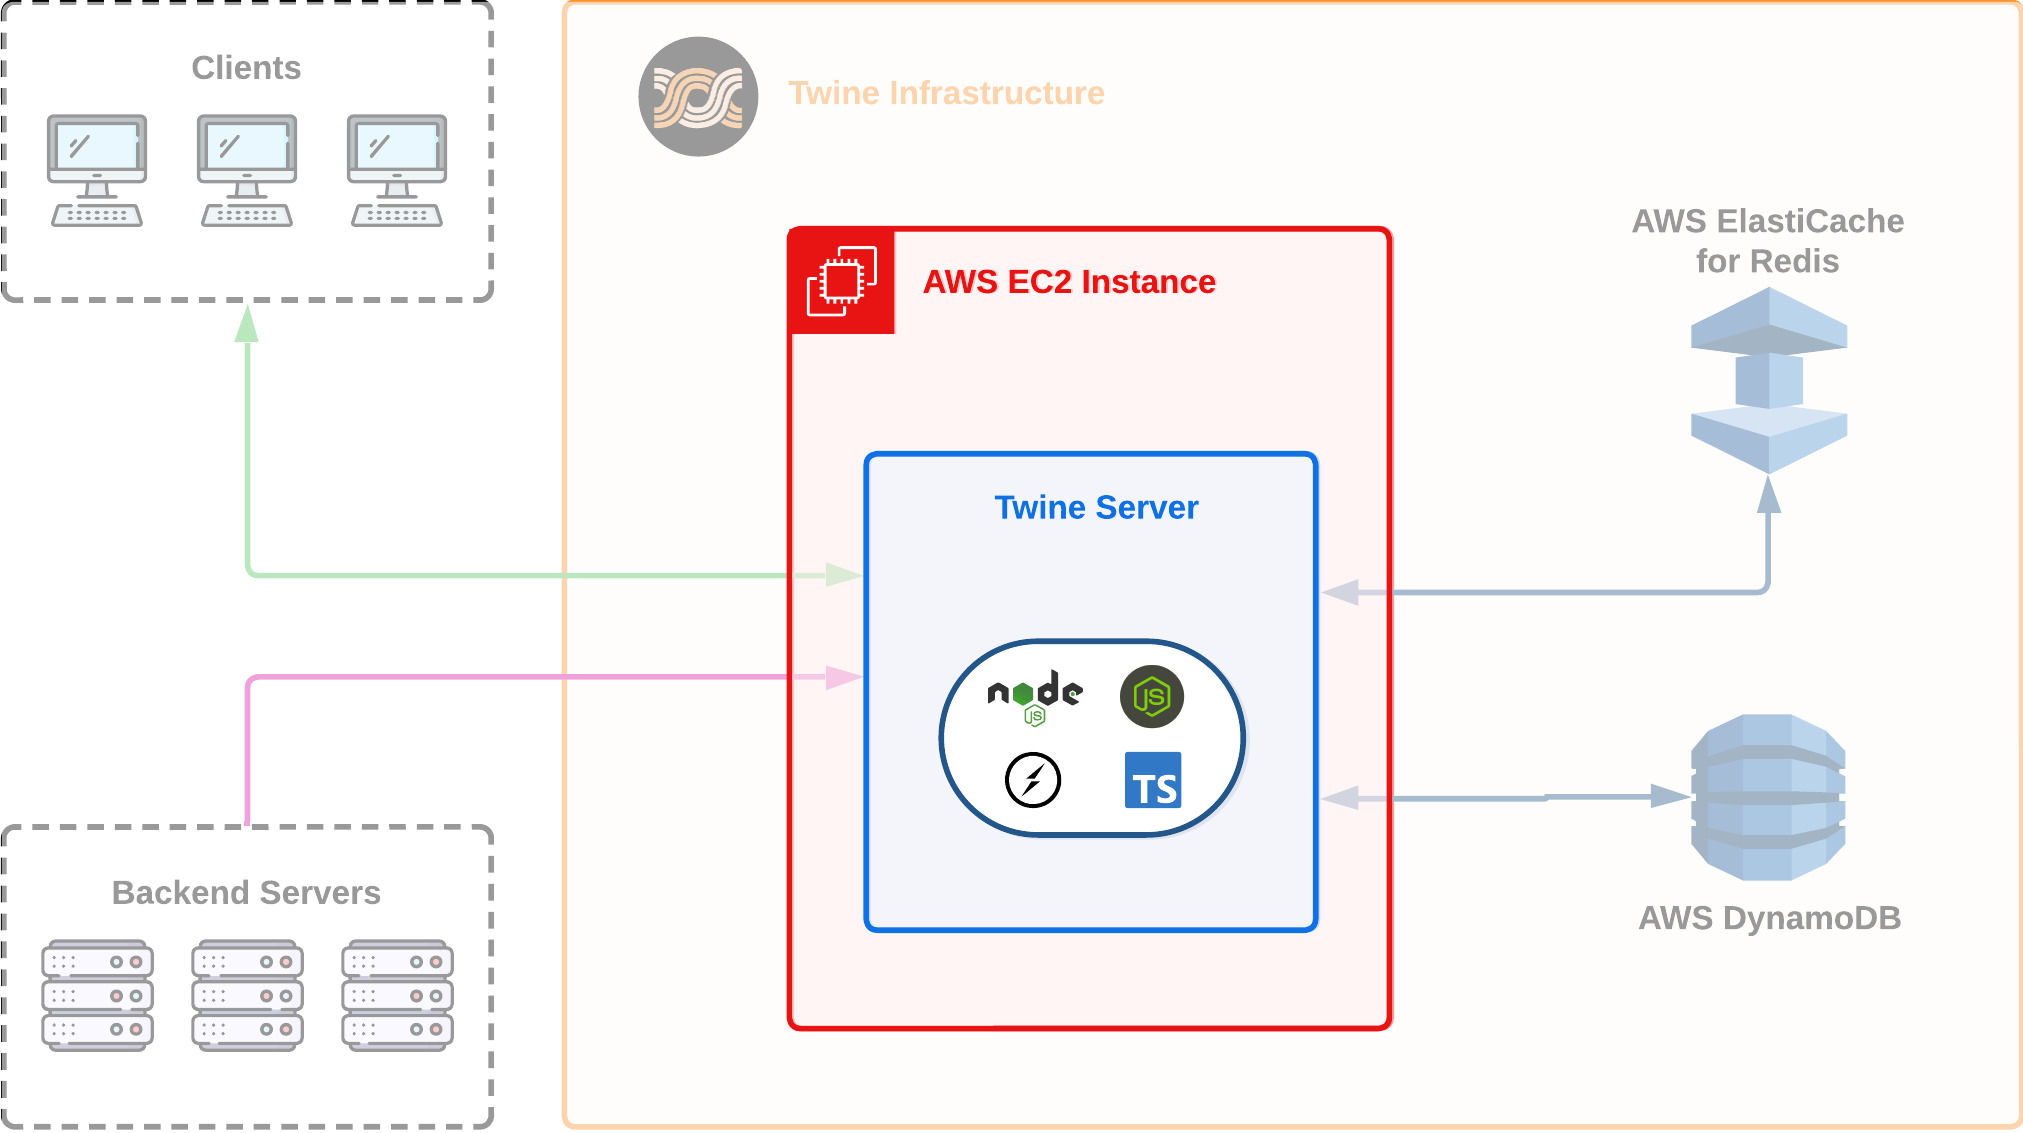 Clients
Twine Infrastructure
AWS EC2 Instance
AWS ElastiCache
for Redis
Twine Server
node
JS
JS
TS
Backend Servers
AWS DynamoDB